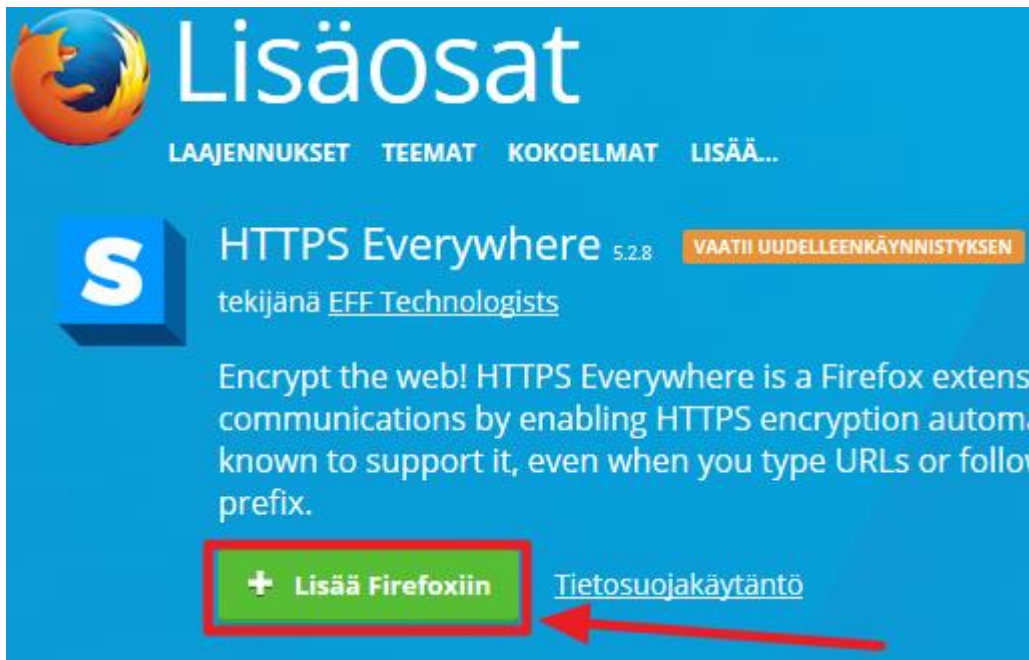 Lisäosat
LAAJENNUKSET TEEMAT KOKOELMAT LISÄÄ...
S
HTTPS Everywhere 5.2.8 VAATII UUDELLEENKÄYNNISTYKSEN
tekijänä EFF Technologists
Encrypt the web! HTTPS Everywhere is a Firefox extens
communications by enabling HTTPS encryption automa
known to support it, even when you type URLs or follow
prefix.
+ Lisää Firefoxiin Tietosuojakäytäntö